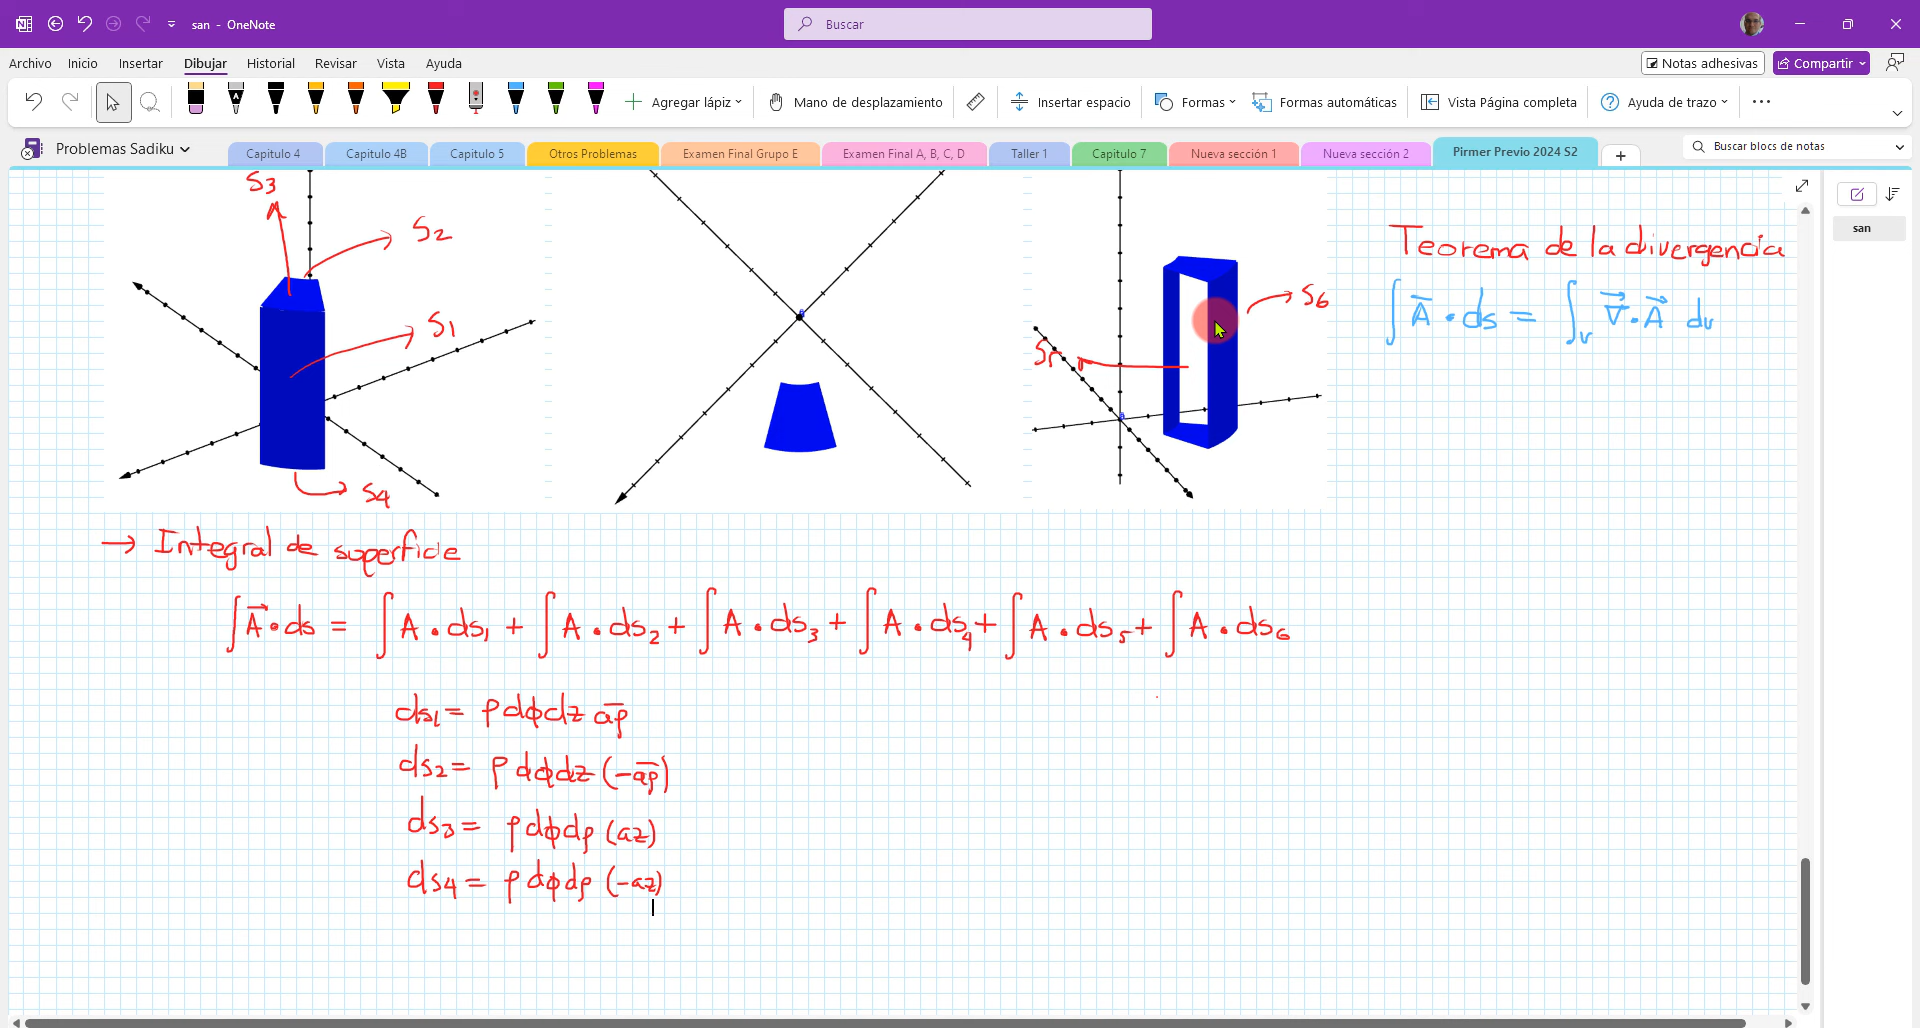 san - OneNote
Buscar
Archivo Inicio Insertar Dibujar Historial Revisar Vista Ayuda
Notas adhesivas Compartir
Agregar lápiz Mano de desplazamiento Insertar espacio Formas Formas automáticas Vista Página completa Ayuda de trazo
Problemas Sadiku
Capitulo 4 Capitulo 4B Capitulo 5 Otros Problemas Examen Final Grupo E Examen Final A, B, C, D Taller 1 Capitulo 7 Nueva sección 1 Nueva sección 2 Pirmer Previo 2024 S2 +
Buscar blocs de notas
san
S3
S2
S1
S4
S6
S5
Teorema de la divergencia
∫ A⃗ • ds = ∫v ∇⃗ • A⃗ dv
→ Integral de superficie
∫ A⃗ • ds = ∫ A • ds1 + ∫ A • ds2 + ∫ A • ds3 + ∫ A • ds4 + ∫ A • ds5 + ∫ A • ds6
ds1 = ρ dϕ dz a̅ρ
ds2 = ρ dϕ dz (-a̅ρ)
ds3 = ρ dϕ dρ (az)
ds4 = ρ dϕ dρ (-az)